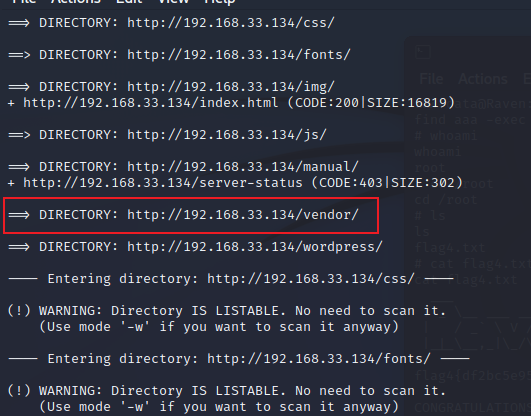 File Actions Edit View Help
==> DIRECTORY: http://192.168.33.134/css/
==> DIRECTORY: http://192.168.33.134/fonts/
==> DIRECTORY: http://192.168.33.134/img/
+ http://192.168.33.134/index.html (CODE:200|SIZE:16819)
==> DIRECTORY: http://192.168.33.134/js/
==> DIRECTORY: http://192.168.33.134/manual/
+ http://192.168.33.134/server-status (CODE:403|SIZE:302)
==> DIRECTORY: http://192.168.33.134/vendor/
==> DIRECTORY: http://192.168.33.134/wordpress/
---- Entering directory: http://192.168.33.134/css/ ----
(!) WARNING: Directory IS LISTABLE. No need to scan it.
(Use mode '-w' if you want to scan it anyway)
---- Entering directory: http://192.168.33.134/fonts/ ----
(!) WARNING: Directory IS LISTABLE. No need to scan it.
(Use mode '-w' if you want to scan it anyway)
File Actions
# whoami
whoami
root
cd /root
# ls
ls
flag4.txt
# cat flag4.txt